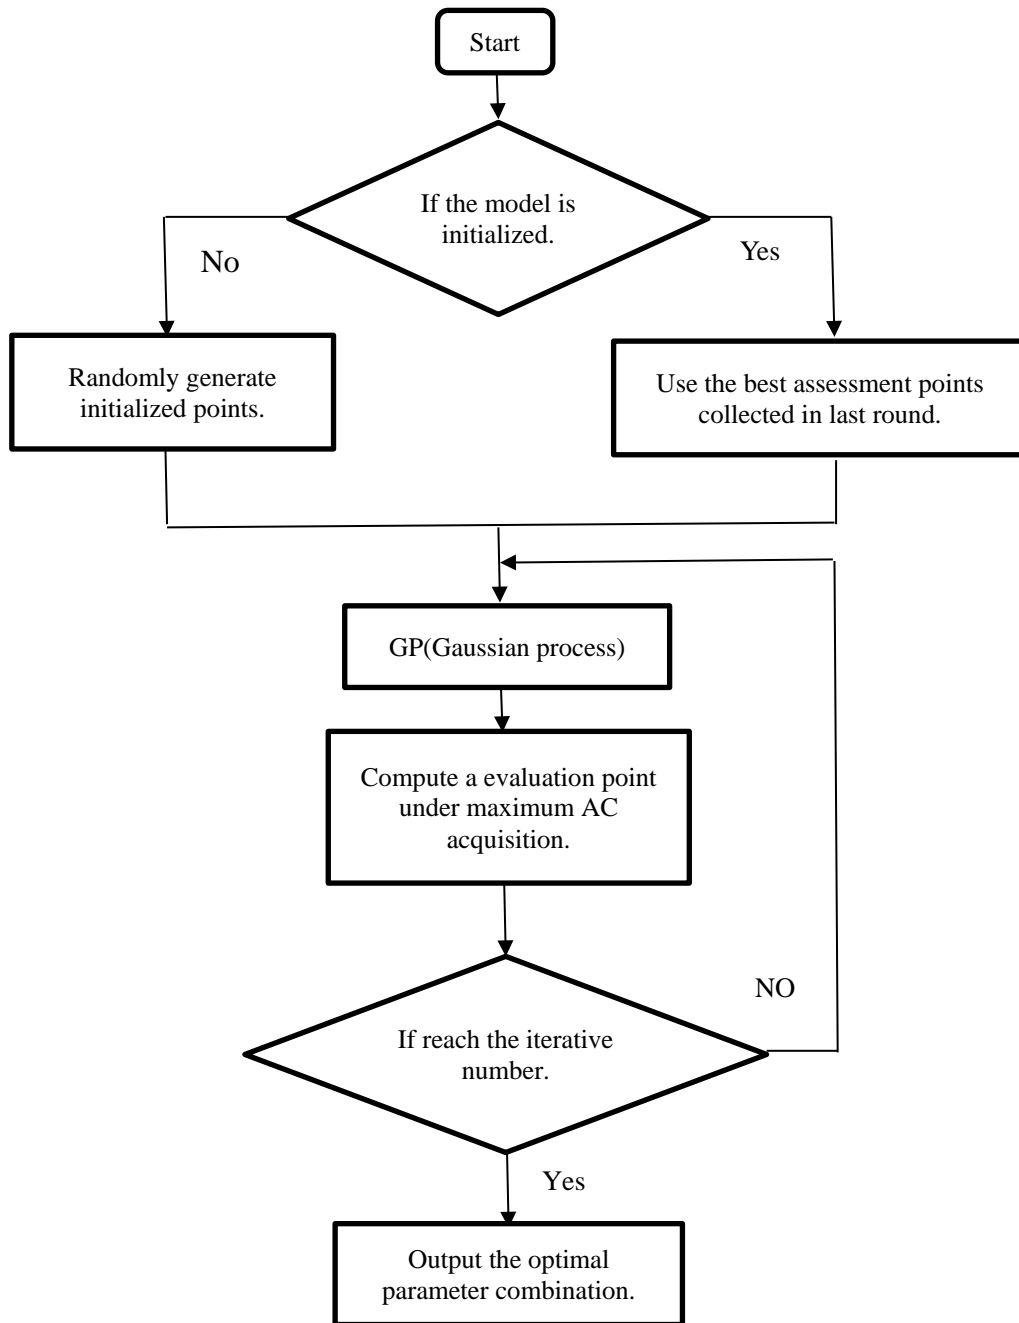 Start
If the model is
initialized.
No
Yes
Randomly generate
initialized points.
Use the best assessment points
collected in last round.
GP(Gaussian process)
Compute a evaluation point
under maximum AC
acquisition.
NO
If reach the iterative
number.
Yes
Output the optimal
parameter combination.